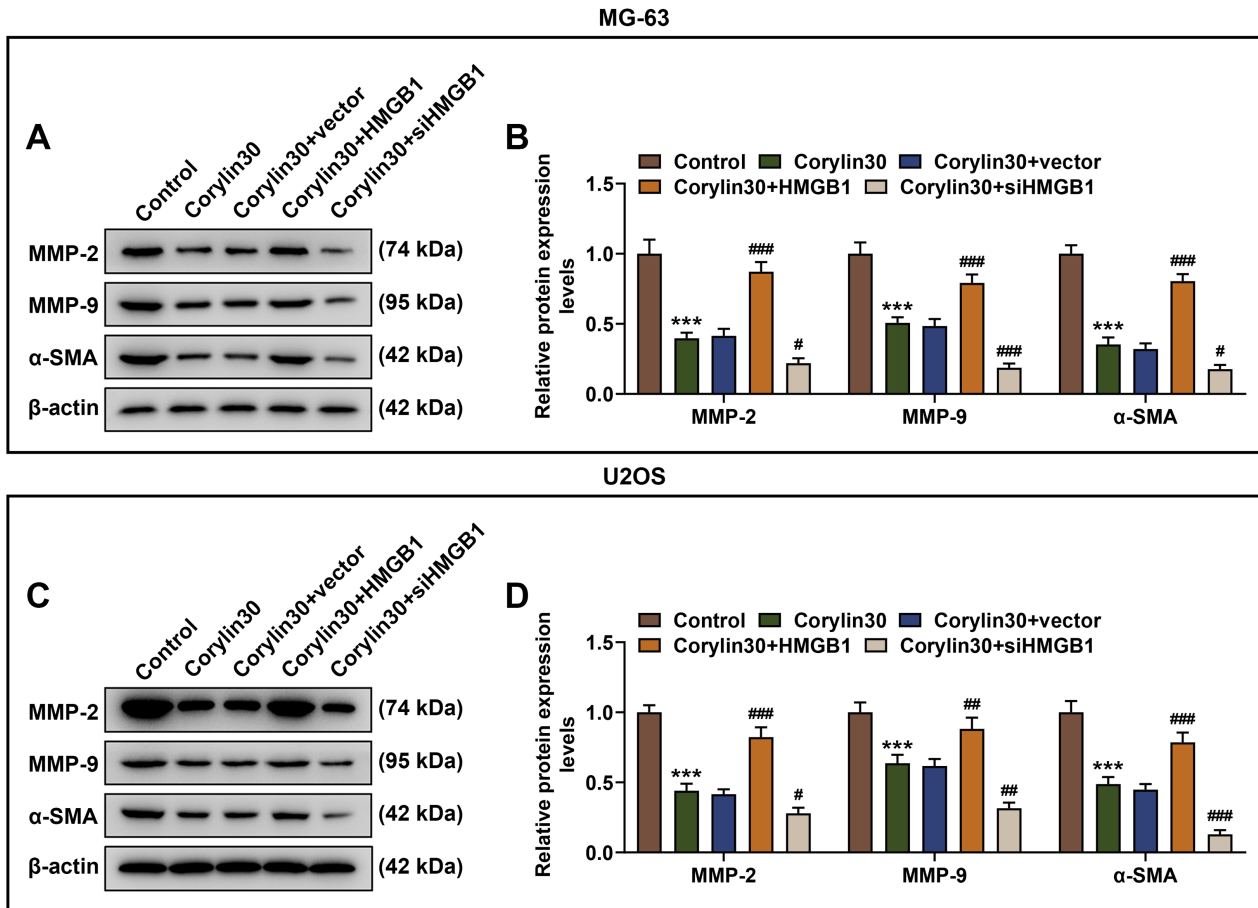 MG-63
A
Control
Corylin30
Corylin30+vector
Corylin30+HMGB1
Corylin30+siHMGB1
MMP-2 (74 kDa)
MMP-9 (95 kDa)
α-SMA (42 kDa)
β-actin (42 kDa)
B
Control Corylin30 Corylin30+vector
Corylin30+HMGB1 Corylin30+siHMGB1
Relative protein expression
levels
1.5
1.0
0.5
0.0
*** ### #
*** ### ###
*** ### #
MMP-2 MMP-9 α-SMA
U2OS
C
Control
Corylin30
Corylin30+vector
Corylin30+HMGB1
Corylin30+siHMGB1
MMP-2 (74 kDa)
MMP-9 (95 kDa)
α-SMA (42 kDa)
β-actin (42 kDa)
D
Control Corylin30 Corylin30+vector
Corylin30+HMGB1 Corylin30+siHMGB1
Relative protein expression
levels
1.5
1.0
0.5
0.0
*** ### #
*** ## ##
*** ### ###
MMP-2 MMP-9 α-SMA